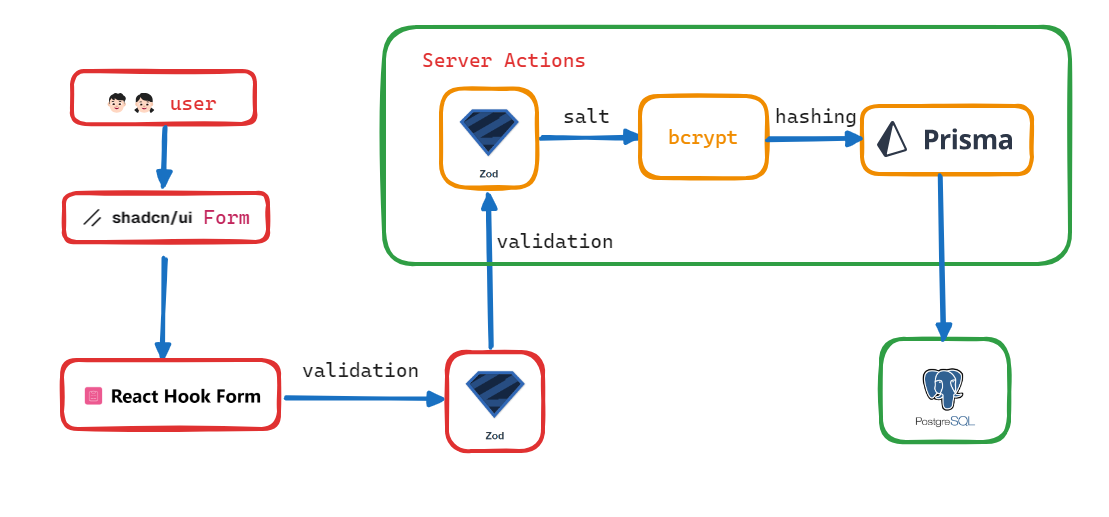 Server Actions
user
Zod
salt
bcrypt
hashing
Prisma
shadcn/ui Form
validation
React Hook Form
validation
Zod
PostgreSQL